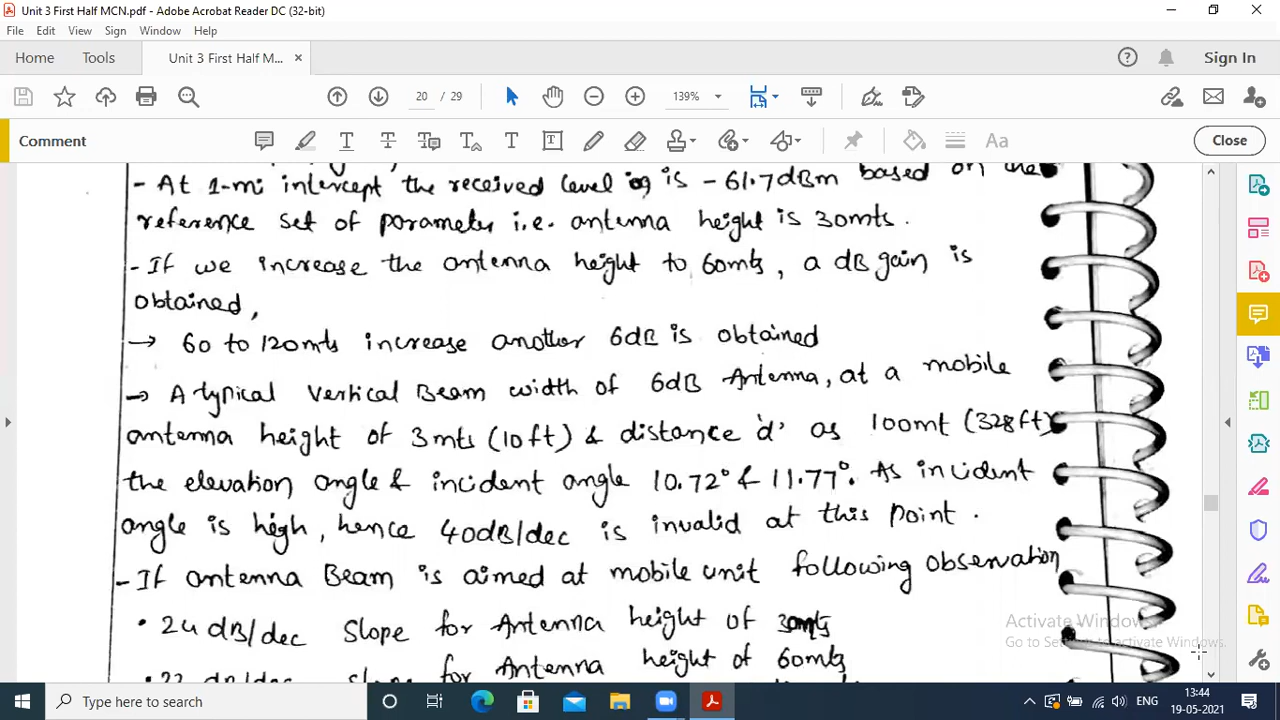 Unit 3 First Half MCN.pdf - Adobe Acrobat Reader DC (32-bit)
File Edit View Sign Window Help
Home Tools Unit 3 First Half M... × Sign In
20 / 29 139%
Comment Close
- At 1-mi intercept the received level is - 61.7dBm based on the
reference set of parameter i.e. antenna height is 30mts.
- If we increase the antenna height to 60mts, a dB gain is
obtained,
→ 60 to 120mts increase another 6dB is obtained
→ A typical Vertical Beam width of 6dB Antenna, at a mobile
antenna height of 3mts (10ft) & distance 'd' as 100mt (328ft)
the elevation angle & incident angle 10.72° & 11.77°. As incident
angle is high, hence 40dB/dec is invalid at this point.
- If antenna Beam is aimed at mobile unit following observation
• 24 dB/dec Slope for Antenna height of 30mts
slope for Antenna height of 60mts
Activate Windows
Go to Settings to activate Windows.
Type here to search
ENG
13:44
19-05-2021